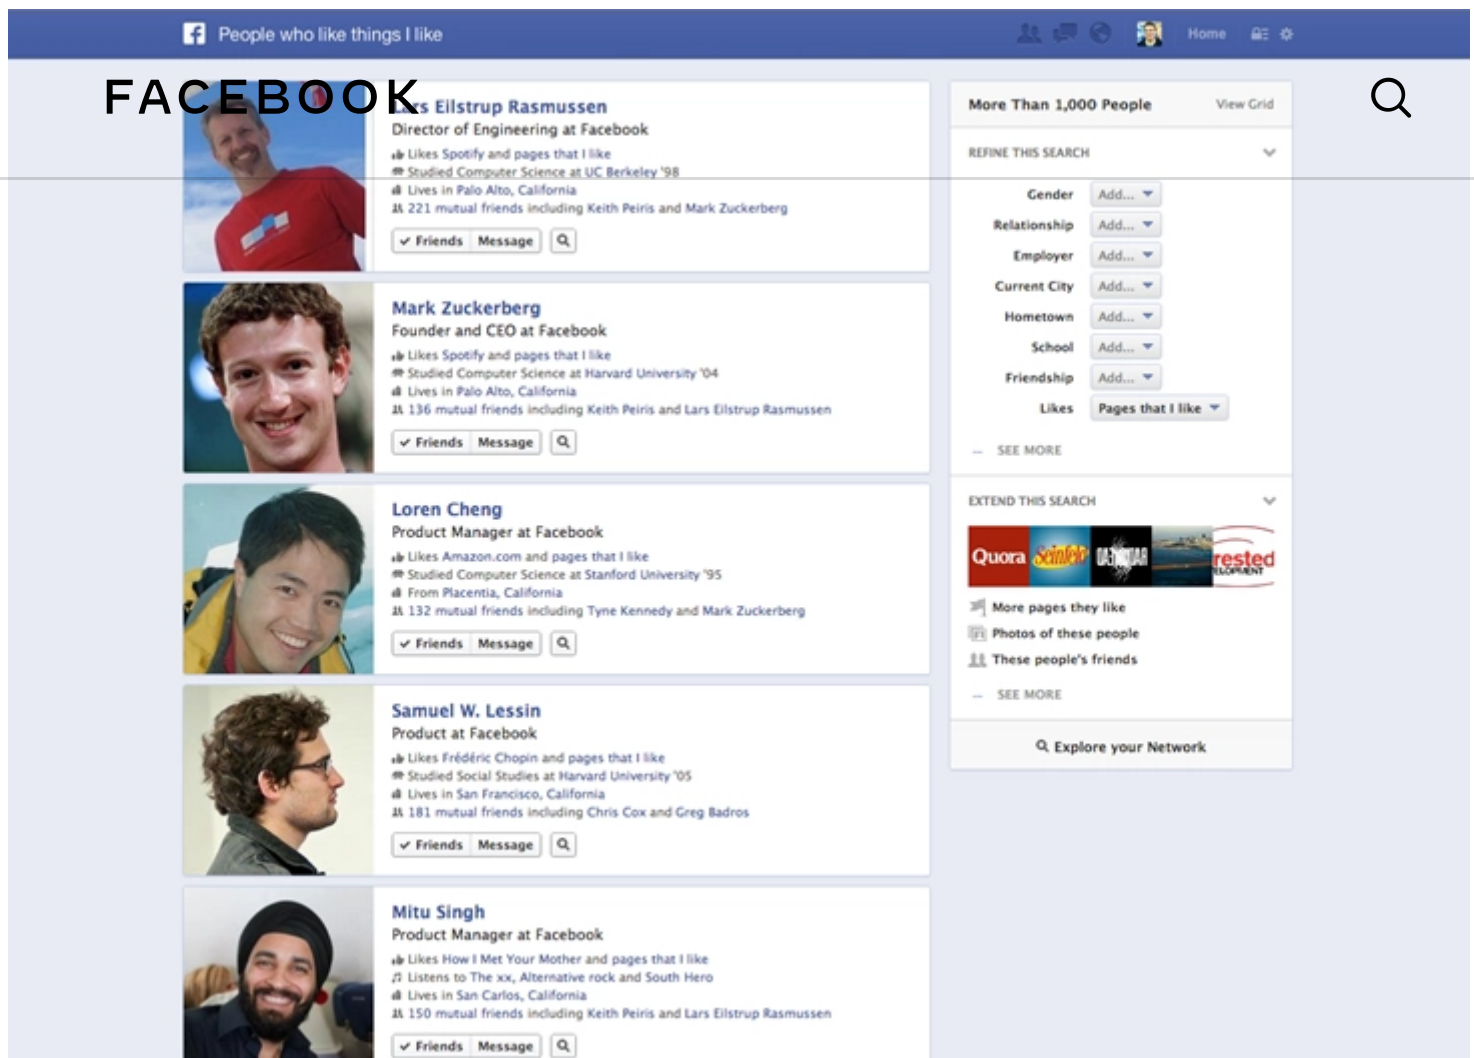 People who like things I like
Home
FACEBOOK
Lars Eilstrup Rasmussen
Director of Engineering at Facebook
Likes Spotify and pages that I like
Studied Computer Science at UC Berkeley '98
Lives in Palo Alto, California
221 mutual friends including Keith Peiris and Mark Zuckerberg
Friends Message
Mark Zuckerberg
Founder and CEO at Facebook
Likes Spotify and pages that I like
Studied Computer Science at Harvard University '04
Lives in Palo Alto, California
136 mutual friends including Keith Peiris and Lars Eilstrup Rasmussen
Friends Message
Loren Cheng
Product Manager at Facebook
Likes Amazon.com and pages that I like
Studied Computer Science at Stanford University '95
From Placentia, California
132 mutual friends including Tyne Kennedy and Mark Zuckerberg
Friends Message
Samuel W. Lessin
Product at Facebook
Likes Frédéric Chopin and pages that I like
Studied Social Studies at Harvard University '05
Lives in San Francisco, California
181 mutual friends including Chris Cox and Greg Badros
Friends Message
Mitu Singh
Product Manager at Facebook
Likes How I Met Your Mother and pages that I like
Listens to The xx, Alternative rock and South Hero
Lives in San Carlos, California
150 mutual friends including Keith Peiris and Lars Eilstrup Rasmussen
Friends Message
More Than 1,000 People View Grid
REFINE THIS SEARCH
Gender Add...
Relationship Add...
Employer Add...
Current City Add...
Hometown Add...
School Add...
Friendship Add...
Likes Pages that I like
... SEE MORE
EXTEND THIS SEARCH
Quora Seinfeld rested
ELOPMENT
More pages they like
Photos of these people
These people's friends
... SEE MORE
Explore your Network